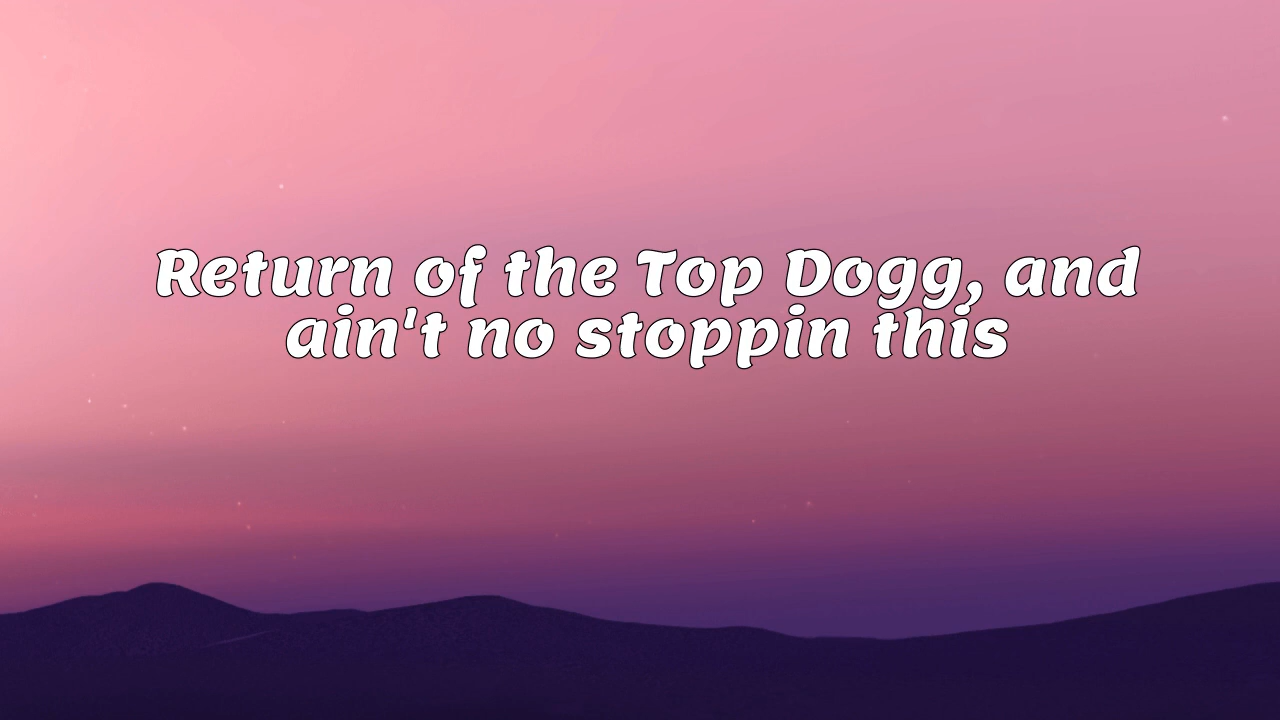 Return of the Top Dogg, and
ain't no stoppin this